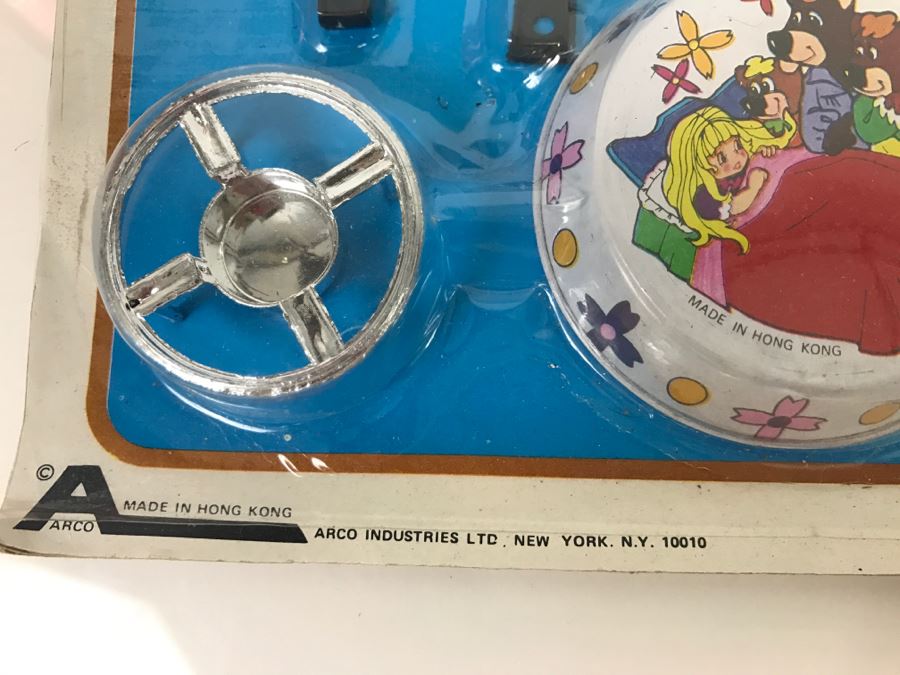 MADE IN HONG KONG
©
ARCO
MADE IN HONG KONG
ARCO INDUSTRIES LTD. NEW YORK. N.Y. 10010